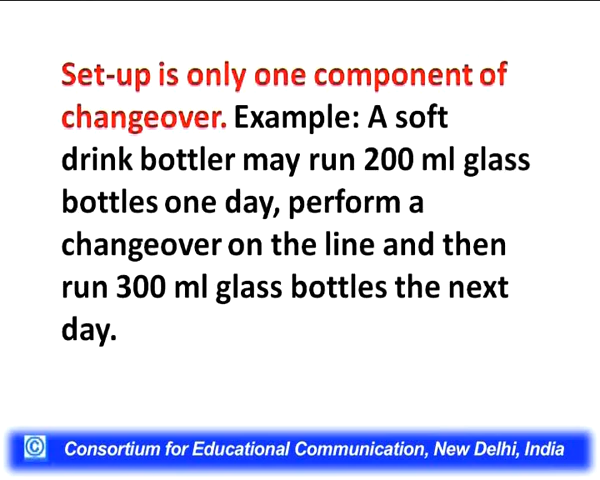 Set-up is only one component of
changeover. Example: A soft
drink bottler may run 200 ml glass
bottles one day, perform a
changeover on the line and then
run 300 ml glass bottles the next
day.
© Consortium for Educational Communication, New Delhi, India